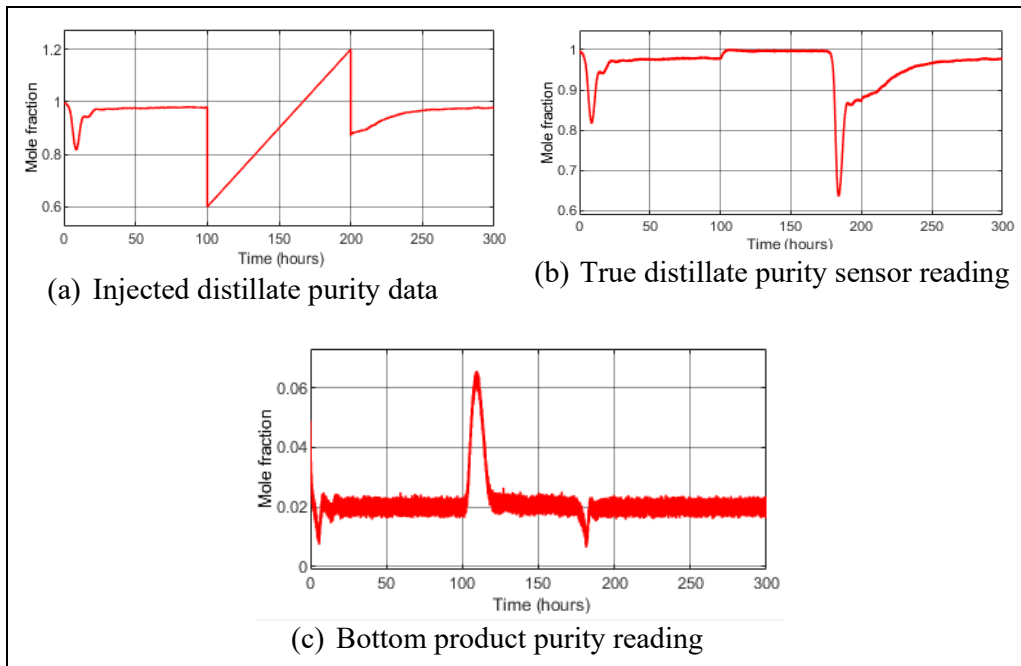 1.2
1
0.8
0.6
Mole fraction
0 50 100 150 200 250 300
Time (hours)
(a) Injected distillate purity data
1
0.9
0.8
0.7
0.6
Mole fraction
0 50 100 150 200 250 300
Time (hours)
(b) True distillate purity sensor reading
0.06
0.04
0.02
0
Mole fraction
0 50 100 150 200 250 300
Time (hours)
(c) Bottom product purity reading